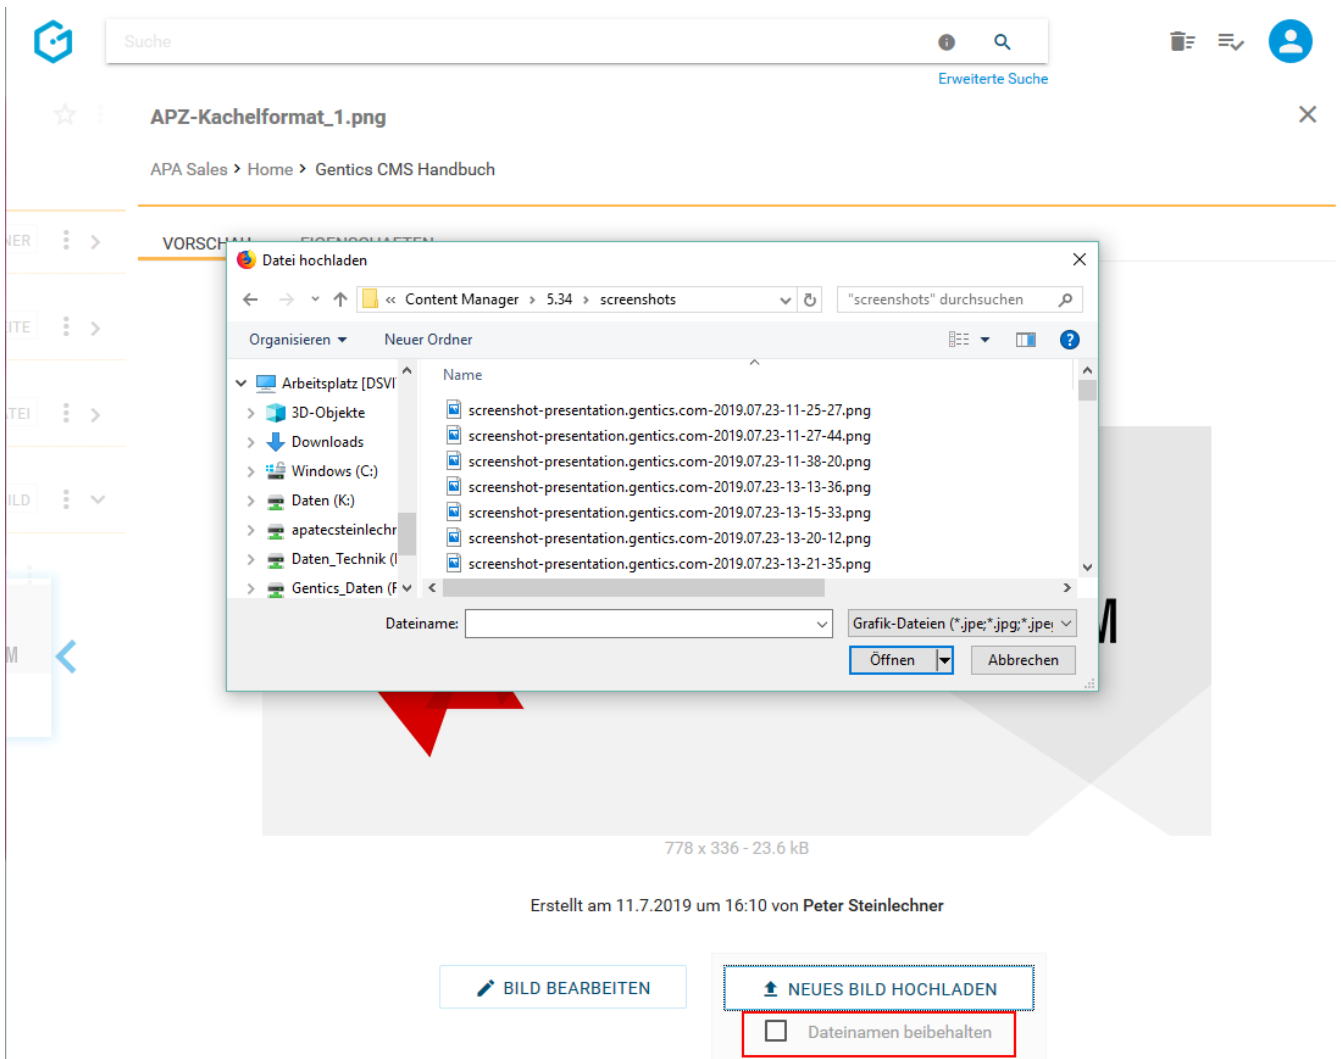 Suche
Erweiterte Suche
APZ-Kachelformat_1.png
APA Sales > Home > Gentics CMS Handbuch
VORSCHAU EIGENSCHAFTEN
Datei hochladen
« Content Manager > 5.34 > screenshots
"screenshots" durchsuchen
Organisieren Neuer Ordner
Arbeitsplatz [DSVI
Name
3D-Objekte
screenshot-presentation.gentics.com-2019.07.23-11-25-27.png
screenshot-presentation.gentics.com-2019.07.23-11-27-44.png
Downloads
screenshot-presentation.gentics.com-2019.07.23-11-38-20.png
Windows (C:)
screenshot-presentation.gentics.com-2019.07.23-13-13-36.png
Daten (K:)
screenshot-presentation.gentics.com-2019.07.23-13-15-33.png
apatecsteinlechr
screenshot-presentation.gentics.com-2019.07.23-13-20-12.png
Daten_Technik (I
screenshot-presentation.gentics.com-2019.07.23-13-21-35.png
Gentics_Daten (F
Dateiname:
Grafik-Dateien (*.jpe;*.jpg;*.jpe
Öffnen
Abbrechen
NER
ITE
TEI
ILD
M
M
778 x 336 - 23.6 kB
Erstellt am 11.7.2019 um 16:10 von Peter Steinlechner
BILD BEARBEITEN
NEUES BILD HOCHLADEN
Dateinamen beibehalten